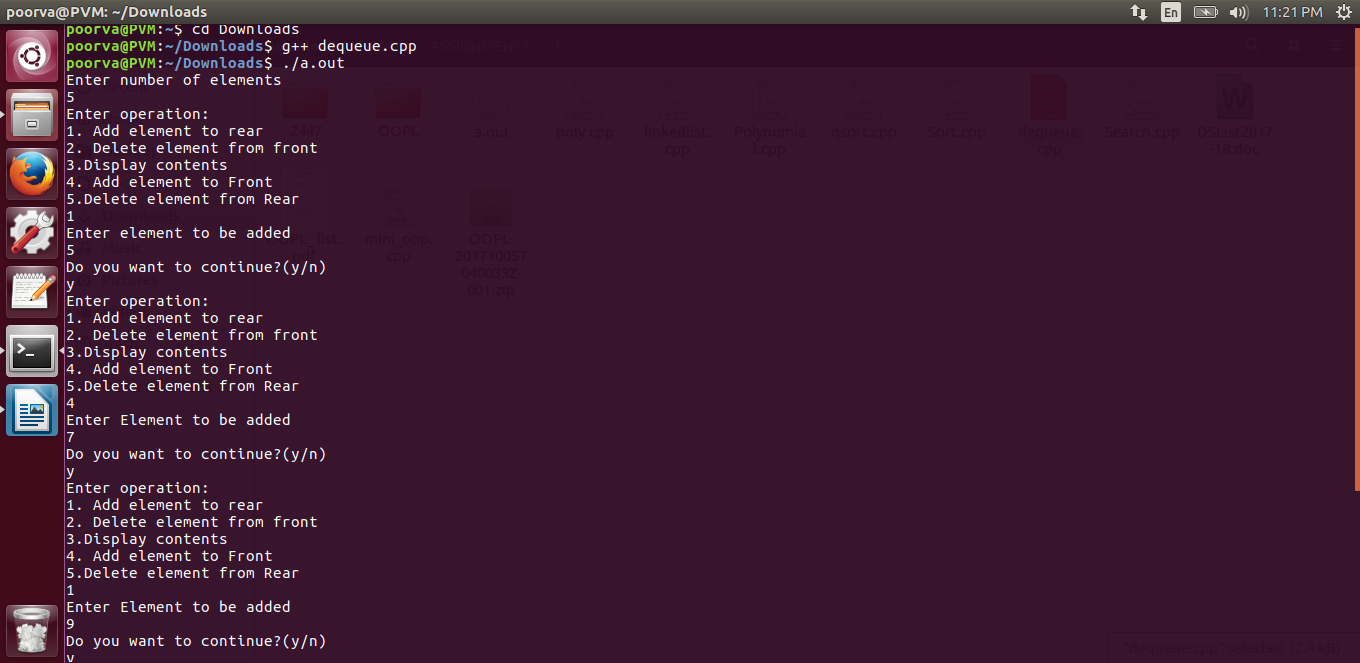 poorva@PVM: ~/Downloads
En
11:21 PM
poorva@PVM:~$ cd Downloads
poorva@PVM:~/Downloads$ g++ dequeue.cpp
poorva@PVM:~/Downloads$ ./a.out
Enter number of elements
5
Enter operation:
1. Add element to rear
2. Delete element from front
3.Display contents
4. Add element to Front
5.Delete element from Rear
1
Enter element to be added
5
Do you want to continue?(y/n)
y
Enter operation:
1. Add element to rear
2. Delete element from front
3.Display contents
4. Add element to Front
5.Delete element from Rear
4
Enter Element to be added
7
Do you want to continue?(y/n)
y
Enter operation:
1. Add element to rear
2. Delete element from front
3.Display contents
4. Add element to Front
5.Delete element from Rear
1
Enter Element to be added
9
Do you want to continue?(y/n)
y
2447
OOPL
a.out
poly.cpp
linkedlist.
cpp
Polynomia
l.cpp
qsort.cpp
Sort.cpp
dequeue.
cpp
Search.cpp
DSList2017
-18.doc
OOPL_list.
pdf
mini_oop.
cpp
OOPL-
20171005T
040033Z-
001.zip
Downloads
Music
Pictures
"dequeue.cpp" selected (2.4 kB)